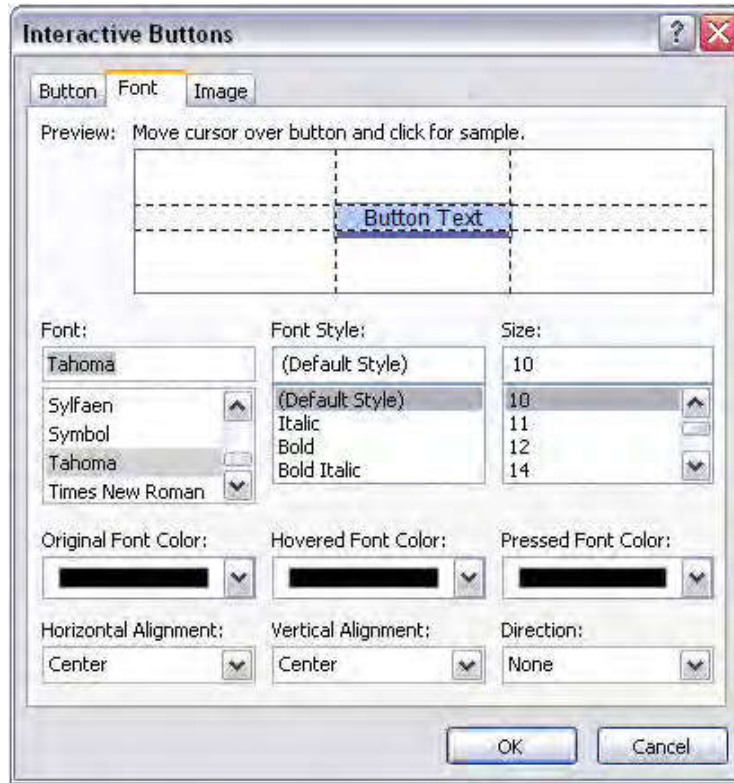 Interactive Buttons
Button Font Image
Preview: Move cursor over button and click for sample.
Button Text
Font: Font Style: Size:
Tahoma (Default Style) 10
Sylfaen (Default Style) 10
Symbol Italic 11
Tahoma Bold 12
Times New Roman Bold Italic 14
Original Font Color: Hovered Font Color: Pressed Font Color:
Horizontal Alignment: Vertical Alignment: Direction:
Center Center None
OK Cancel